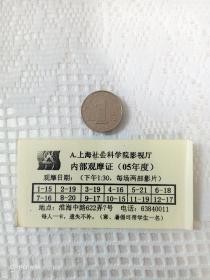 1
A.上海社会科学院影视厅
内部观摩证（05年度）
观摩日期：（下午1:30，每场两部影片）
1-15 2-19 3-19 4-16 5-21 6-18
7-16 8-20 9-17 10-15 11-19 12-17
地点：淮海中路622弄7号 电话：63840011
每人一卡，遗失不补。（寒、暑假可带学生一名）